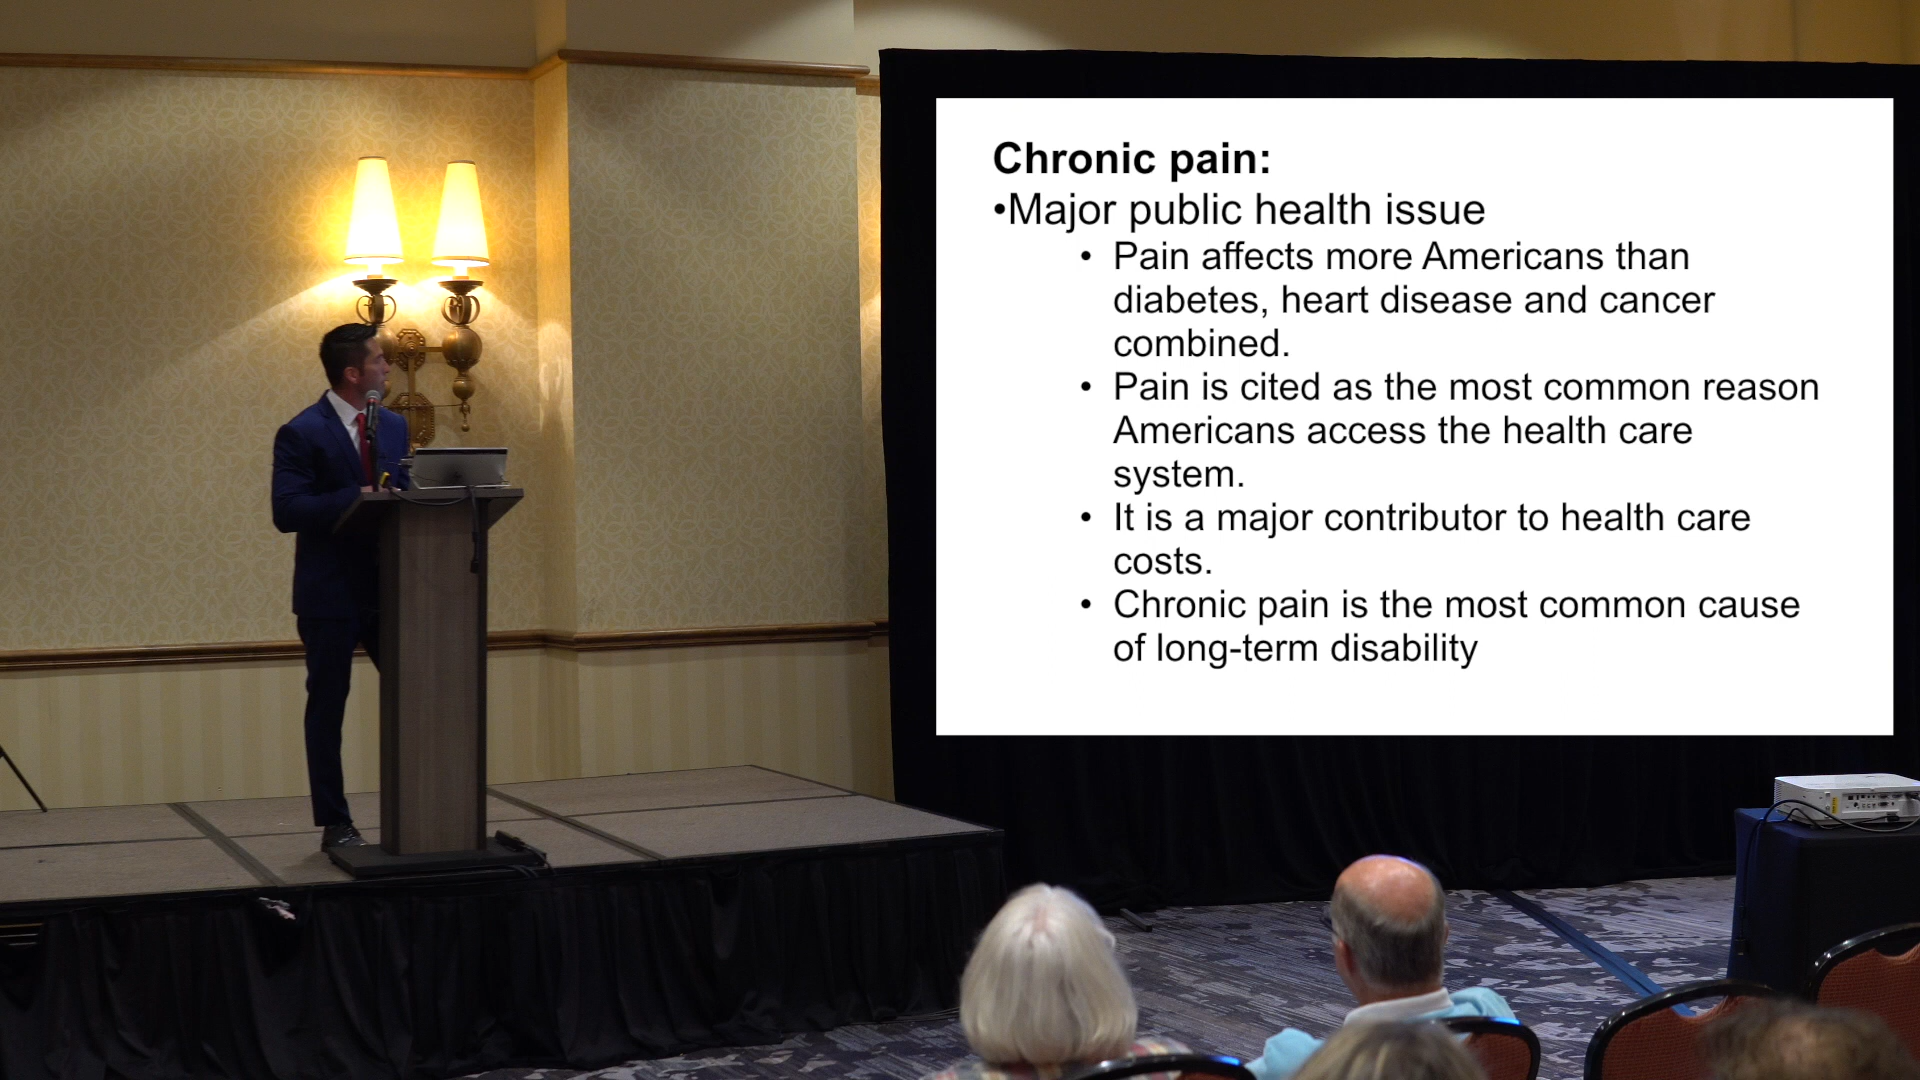 Chronic pain:
•Major public health issue
• Pain affects more Americans than
diabetes, heart disease and cancer
combined.
• Pain is cited as the most common reason
Americans access the health care
system.
• It is a major contributor to health care
costs.
• Chronic pain is the most common cause
of long-term disability